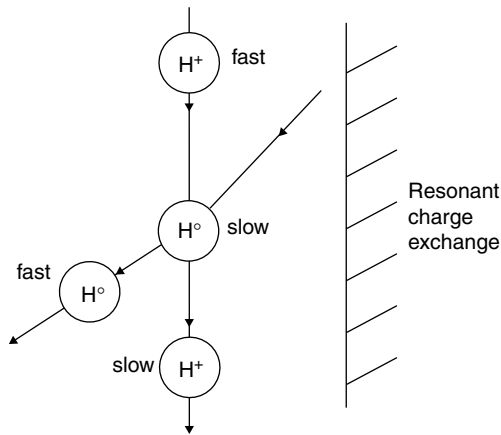 H+ fast
H° slow
Resonant
charge
exchange
fast
H°
slow H+